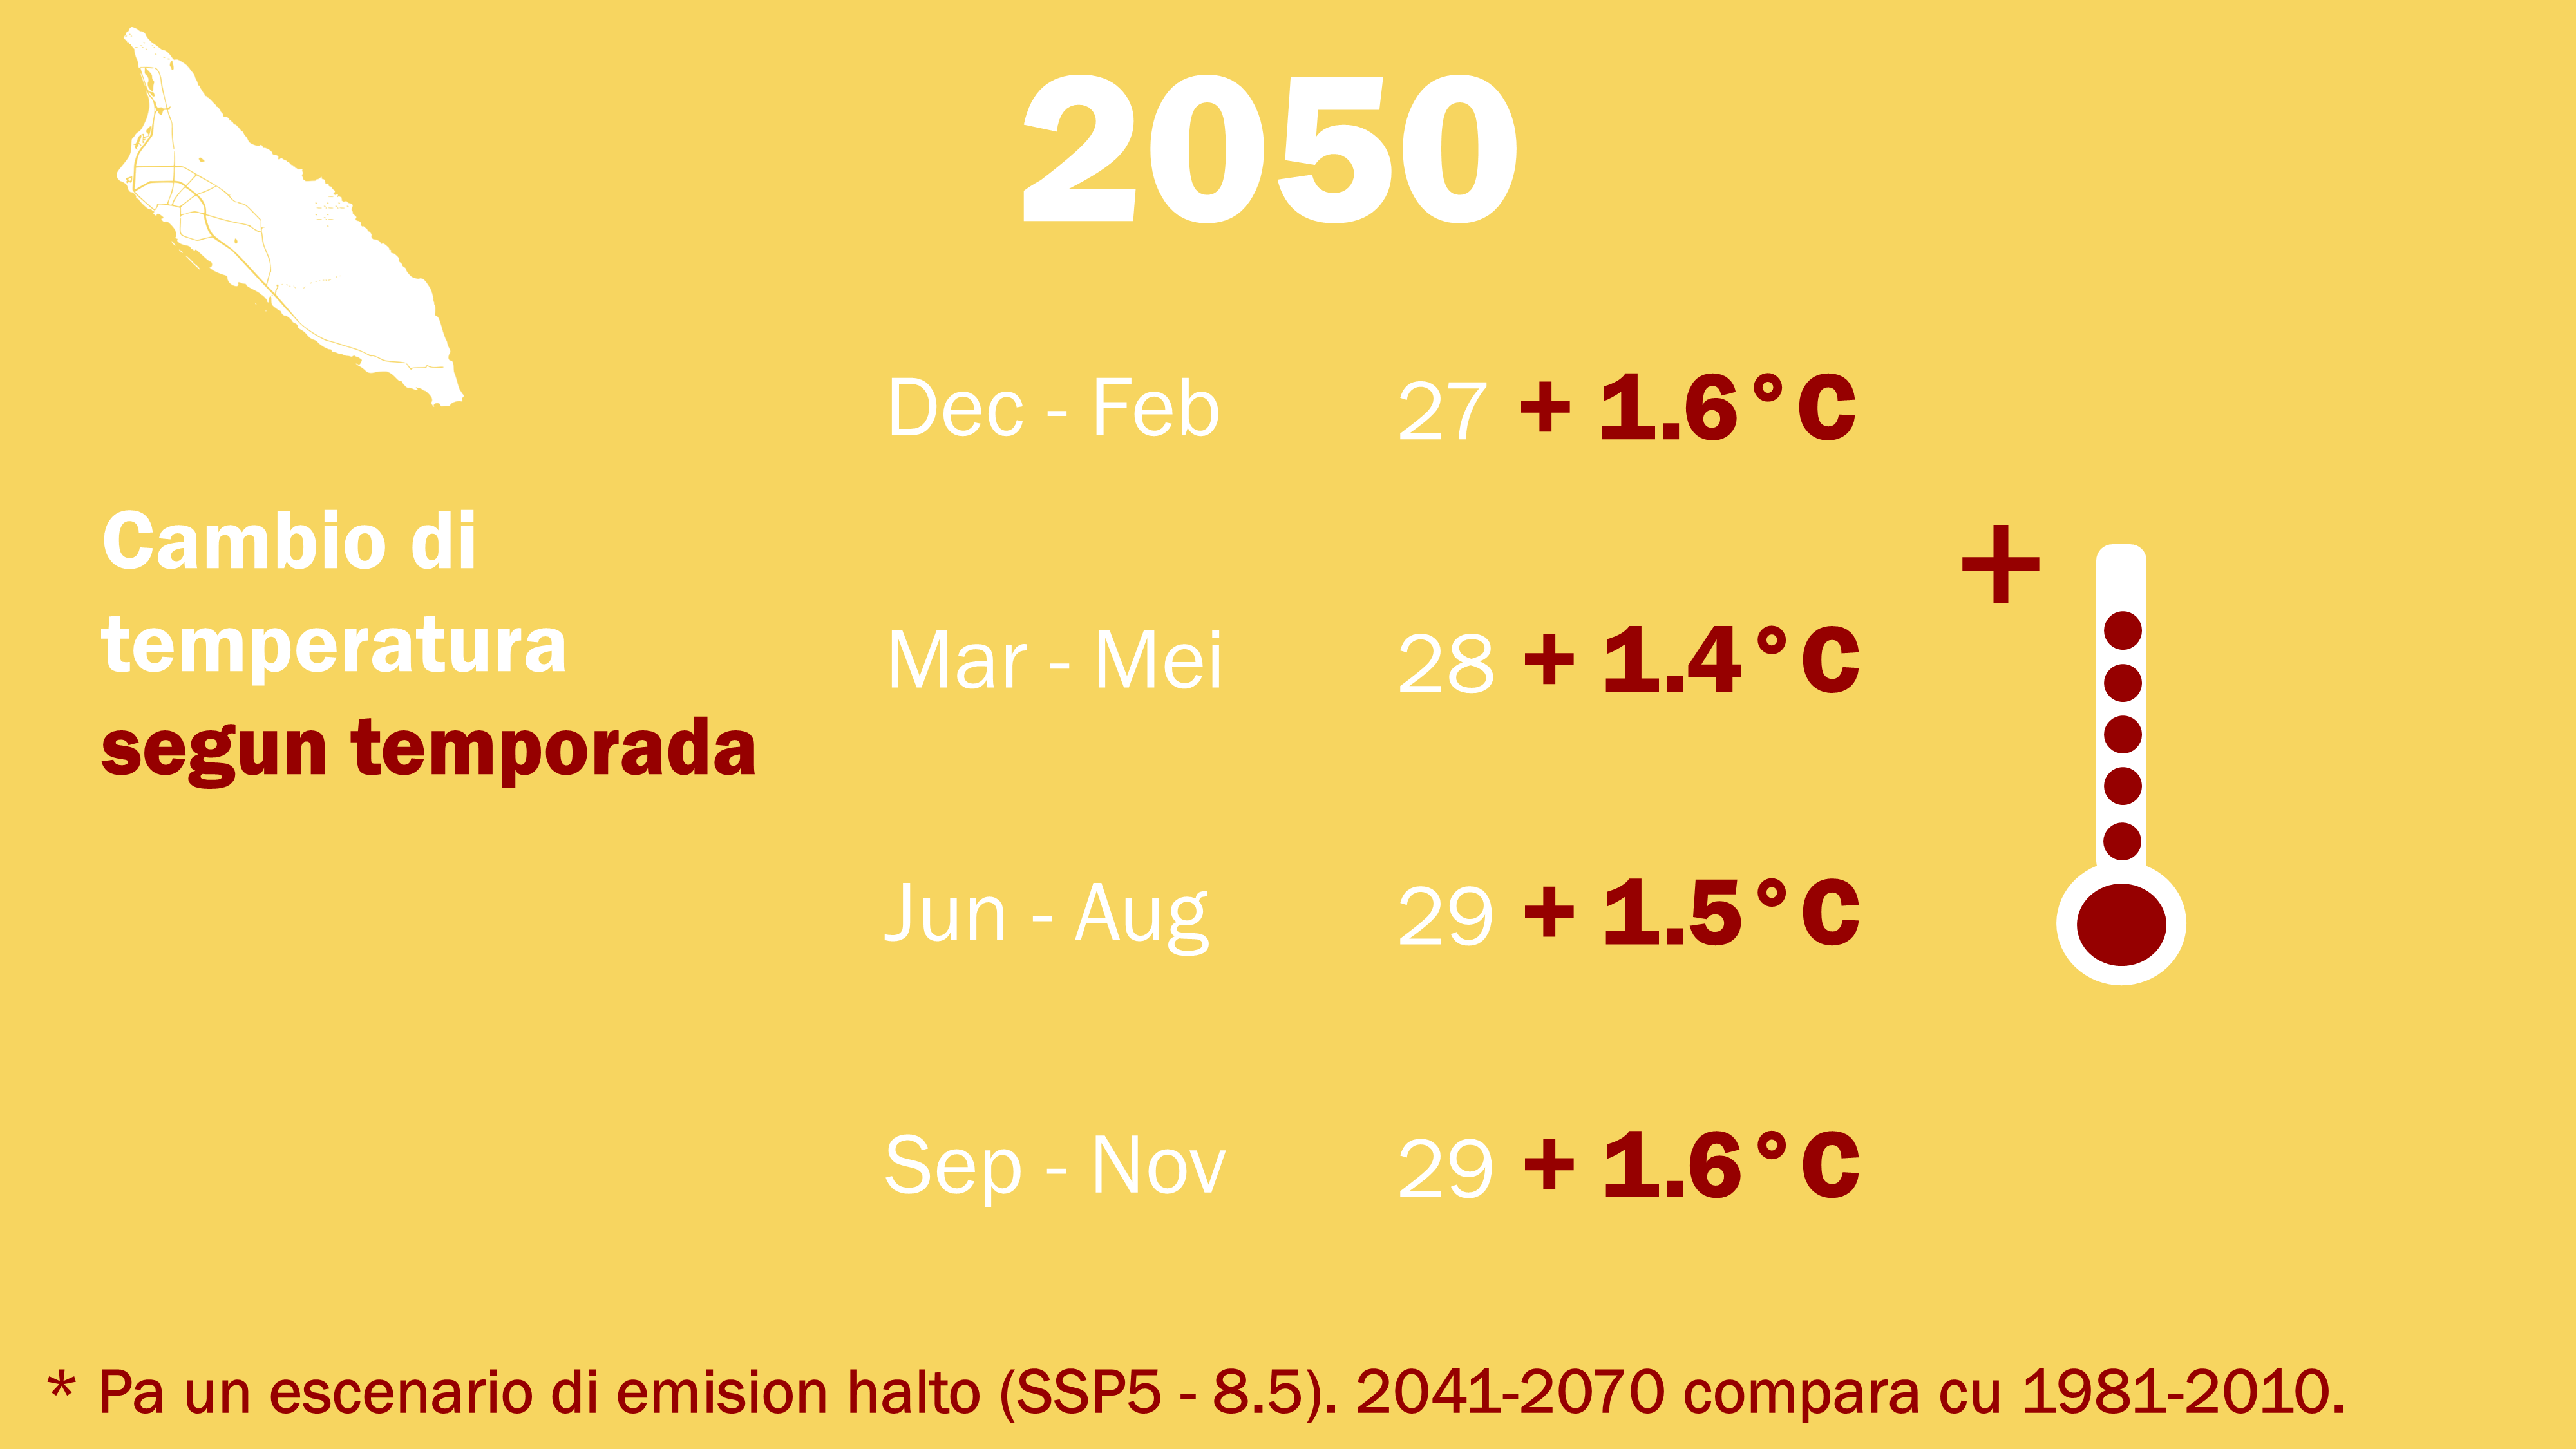 2050
Cambio di
temperatura
segun temporada
Dec - Feb 27 + 1.6°C
Mar - Mei 28 + 1.4°C
Jun - Aug 29 + 1.5°C
Sep - Nov 29 + 1.6°C
+
* Pa un escenario di emision halto (SSP5 - 8.5). 2041-2070 compara cu 1981-2010.